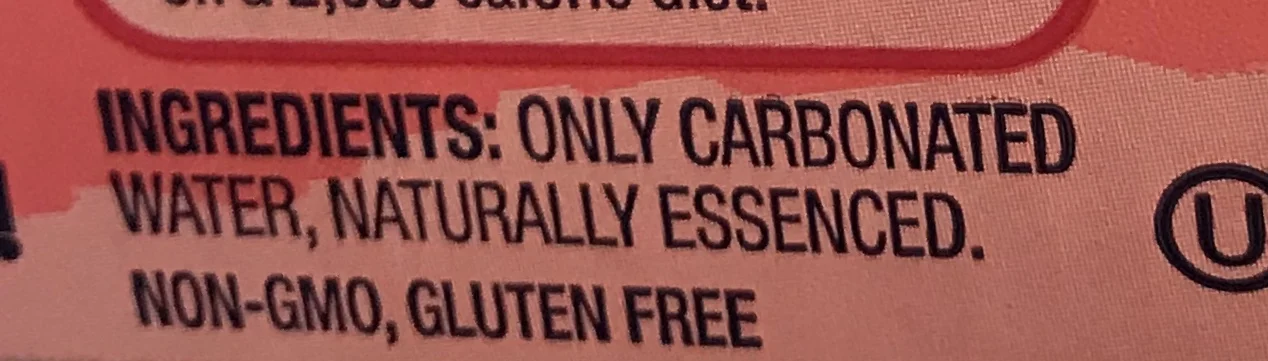 INGREDIENTS: ONLY CARBONATED
WATER, NATURALLY ESSENCED.
U
NON-GMO, GLUTEN FREE